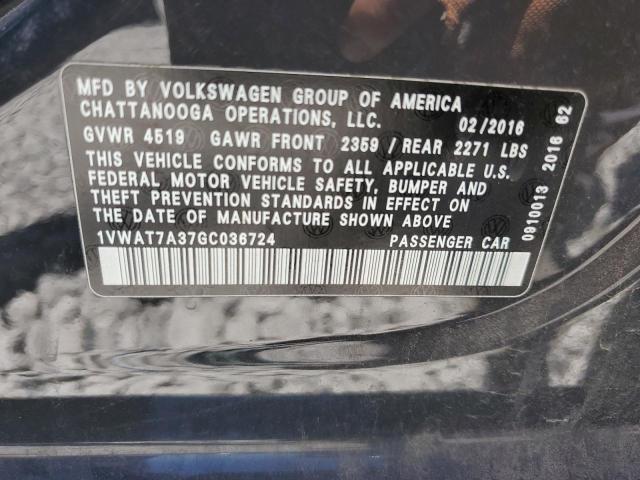 MFD BY VOLKSWAGEN GROUP OF AMERICA
CHATTANOOGA OPERATIONS, LLC. 02/2016
GVWR 4519 GAWR FRONT 2359 / REAR 2271 LBS
THIS VEHICLE CONFORMS TO ALL APPLICABLE U.S.
FEDERAL MOTOR VEHICLE SAFETY, BUMPER AND
THEFT PREVENTION STANDARDS IN EFFECT ON
THE DATE OF MANUFACTURE SHOWN ABOVE
1VWAT7A37GC036724 PASSENGER CAR
0910013 2016 62